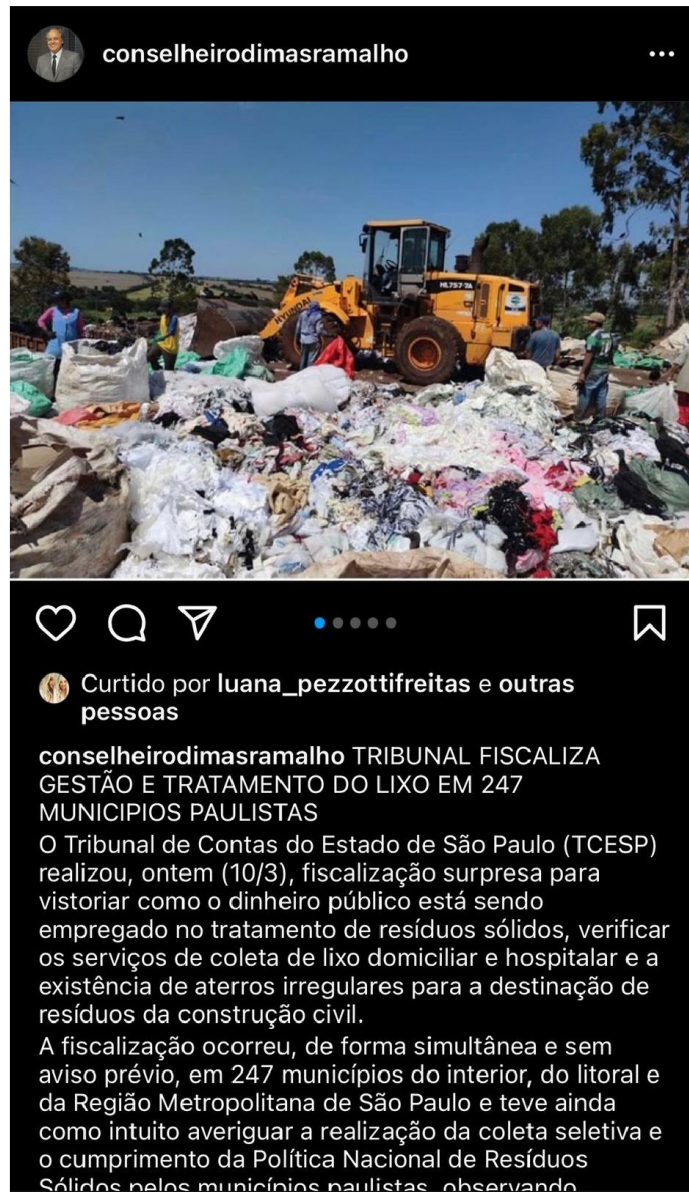 conselheirodimasramalho
HYUNDAI
HL757-7A
Curtido por luana_pezzottifreitas e outras
pessoas
conselheirodimasramalho TRIBUNAL FISCALIZA
GESTÃO E TRATAMENTO DO LIXO EM 247
MUNICIPIOS PAULISTAS
O Tribunal de Contas do Estado de São Paulo (TCESP)
realizou, ontem (10/3), fiscalização surpresa para
vistoriar como o dinheiro público está sendo
empregado no tratamento de resíduos sólidos, verificar
os serviços de coleta de lixo domiciliar e hospitalar e a
existência de aterros irregulares para a destinação de
resíduos da construção civil.
A fiscalização ocorreu, de forma simultânea e sem
aviso prévio, em 247 municípios do interior, do litoral e
da Região Metropolitana de São Paulo e teve ainda
como intuito averiguar a realização da coleta seletiva e
o cumprimento da Política Nacional de Resíduos
Sólidos pelos municípios paulistas, observando